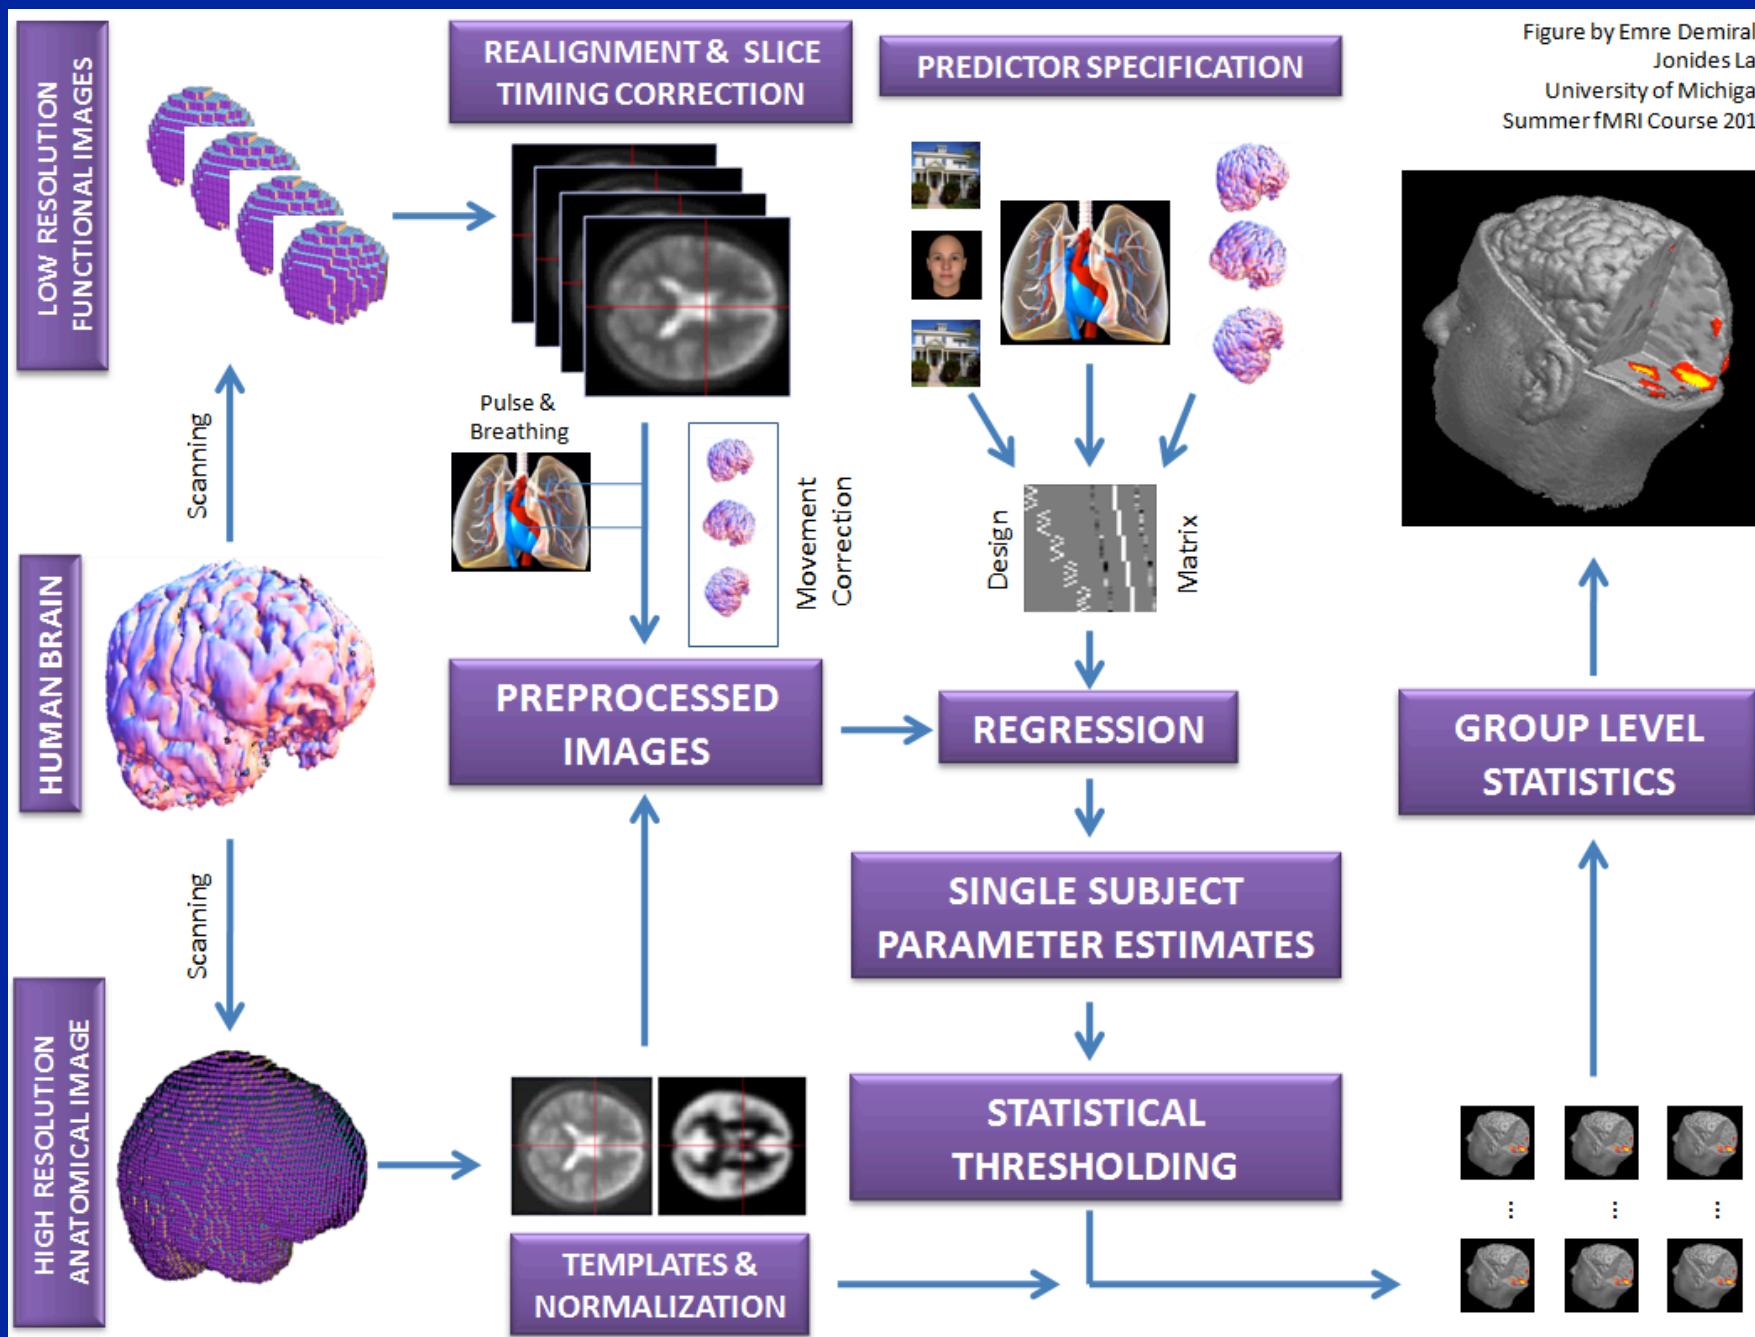 LOW RESOLUTION
FUNCTIONAL IMAGES
REALIGNMENT & SLICE
TIMING CORRECTION
PREDICTOR SPECIFICATION
Figure by Emre Demiral
Jonides La
University of Michiga
Summer fMRI Course 201
Scanning
Pulse &
Breathing
Movement
Correction
Design
Matrix
HUMAN BRAIN
PREPROCESSED
IMAGES
REGRESSION
GROUP LEVEL
STATISTICS
Scanning
SINGLE SUBJECT
PARAMETER ESTIMATES
HIGH RESOLUTION
ANATOMICAL IMAGE
STATISTICAL
THRESHOLDING
... ... ...
TEMPLATES &
NORMALIZATION